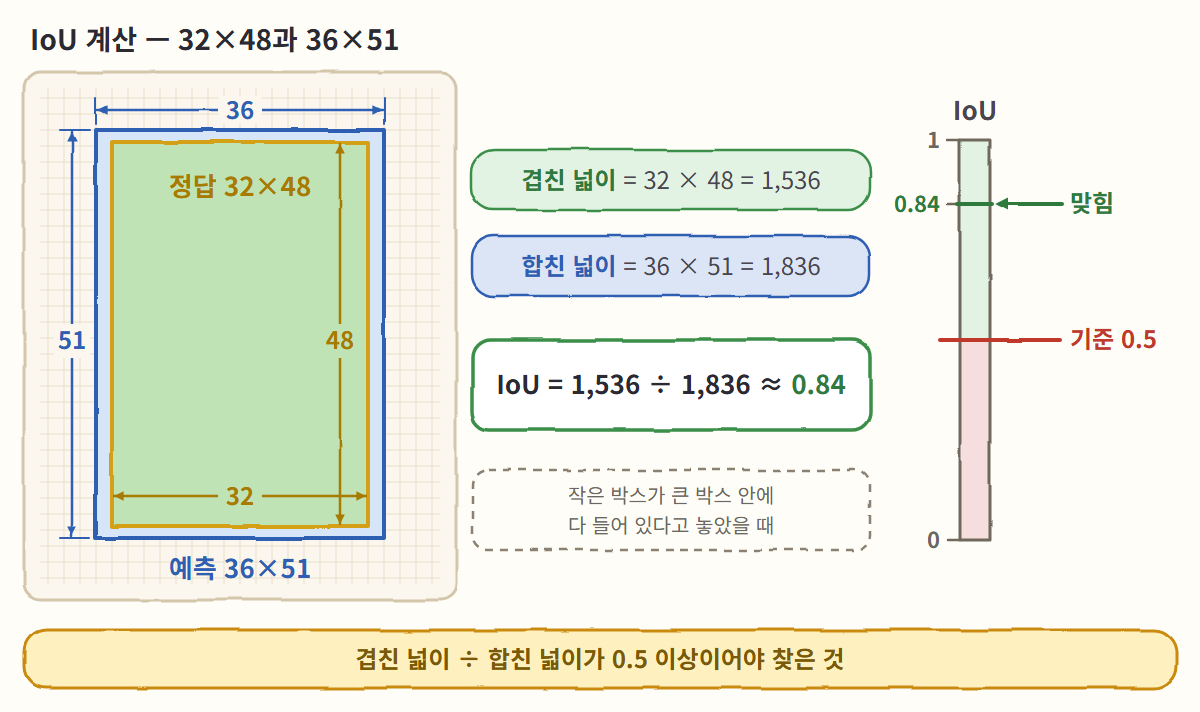 IoU 계산 — 32×48과 36×51
36
정답 32×48
51
48
32
예측 36×51
겹친 넓이 = 32 × 48 = 1,536
합친 넓이 = 36 × 51 = 1,836
IoU = 1,536 ÷ 1,836 ≈ 0.84
작은 박스가 큰 박스 안에
다 들어 있다고 놓았을 때
IoU
1
0.84
맞힘
기준 0.5
0
겹친 넓이 ÷ 합친 넓이가 0.5 이상이어야 찾은 것